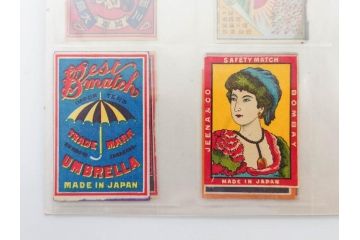 Best
match
TRADE MARK
UMBRELLA
MADE IN JAPAN
SAFETY MATCH
JEENA & CO
BOMBAY
MADE IN JAPAN